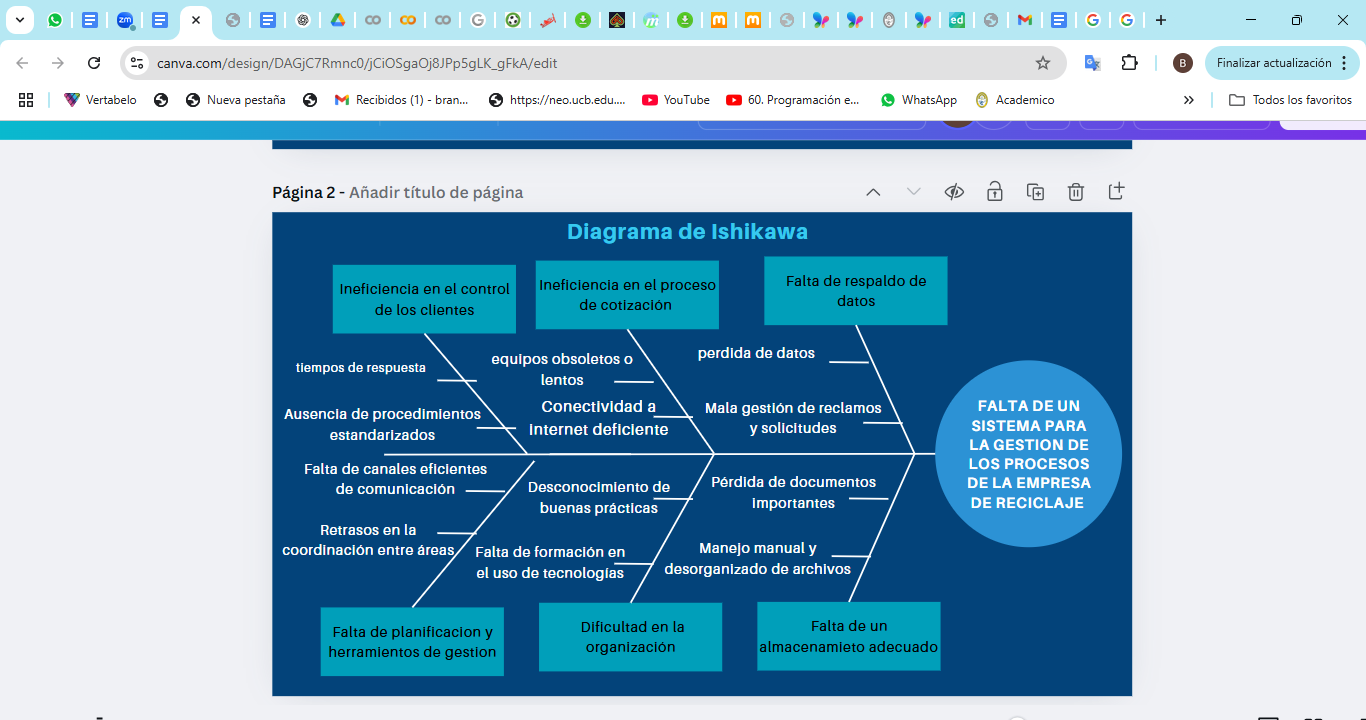 canva.com/design/DAGjC7Rmnc0/jCiOSgaOj8JPp5gLK_gFkA/edit
B
Finalizar actualización
Vertabelo
Nueva pestaña
Recibidos (1) - bran...
https://neo.ucb.edu....
YouTube
60. Programación e...
WhatsApp
Academico
Todos los favoritos
Página 2 - Añadir título de página
Diagrama de Ishikawa
Ineficiencia en el control
de los clientes
Ineficiencia en el proceso
de cotización
Falta de respaldo de
datos
tiempos de respuesta
equipos obsoletos o
lentos
perdida de datos
Ausencia de procedimientos
estandarizados
Conectividad a
Internet deficiente
Mala gestión de reclamos
y solicitudes
FALTA DE UN
SISTEMA PARA
LA GESTION DE
LOS PROCESOS
DE LA EMPRESA
DE RECICLAJE
Falta de canales eficientes
de comunicación
Desconocimiento de
buenas prácticas
Pérdida de documentos
importantes
Retrasos en la
coordinación entre áreas
Falta de formación en
el uso de tecnologías
Manejo manual y
desorganizado de archivos
Falta de planificacion y
herramientos de gestion
Dificultad en la
organización
Falta de un
almacenamieto adecuado